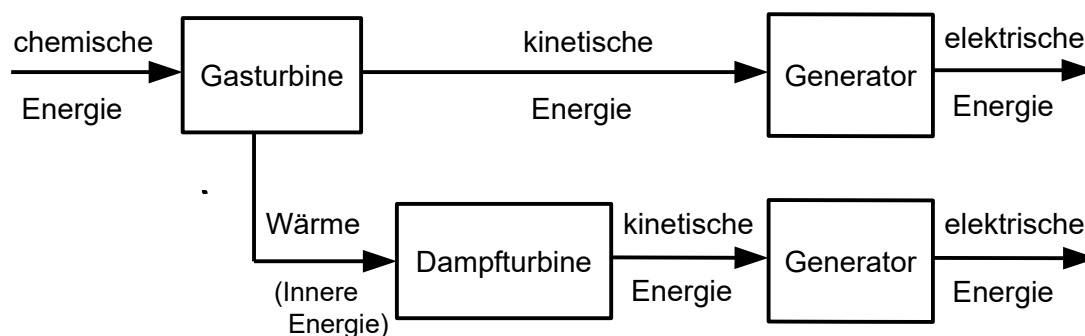 chemische
Energie
Gasturbine
kinetische
Energie
Generator
elektrische
Energie
Wärme
(Innere
Energie)
Dampfturbine
kinetische
Energie
Generator
elektrische
Energie